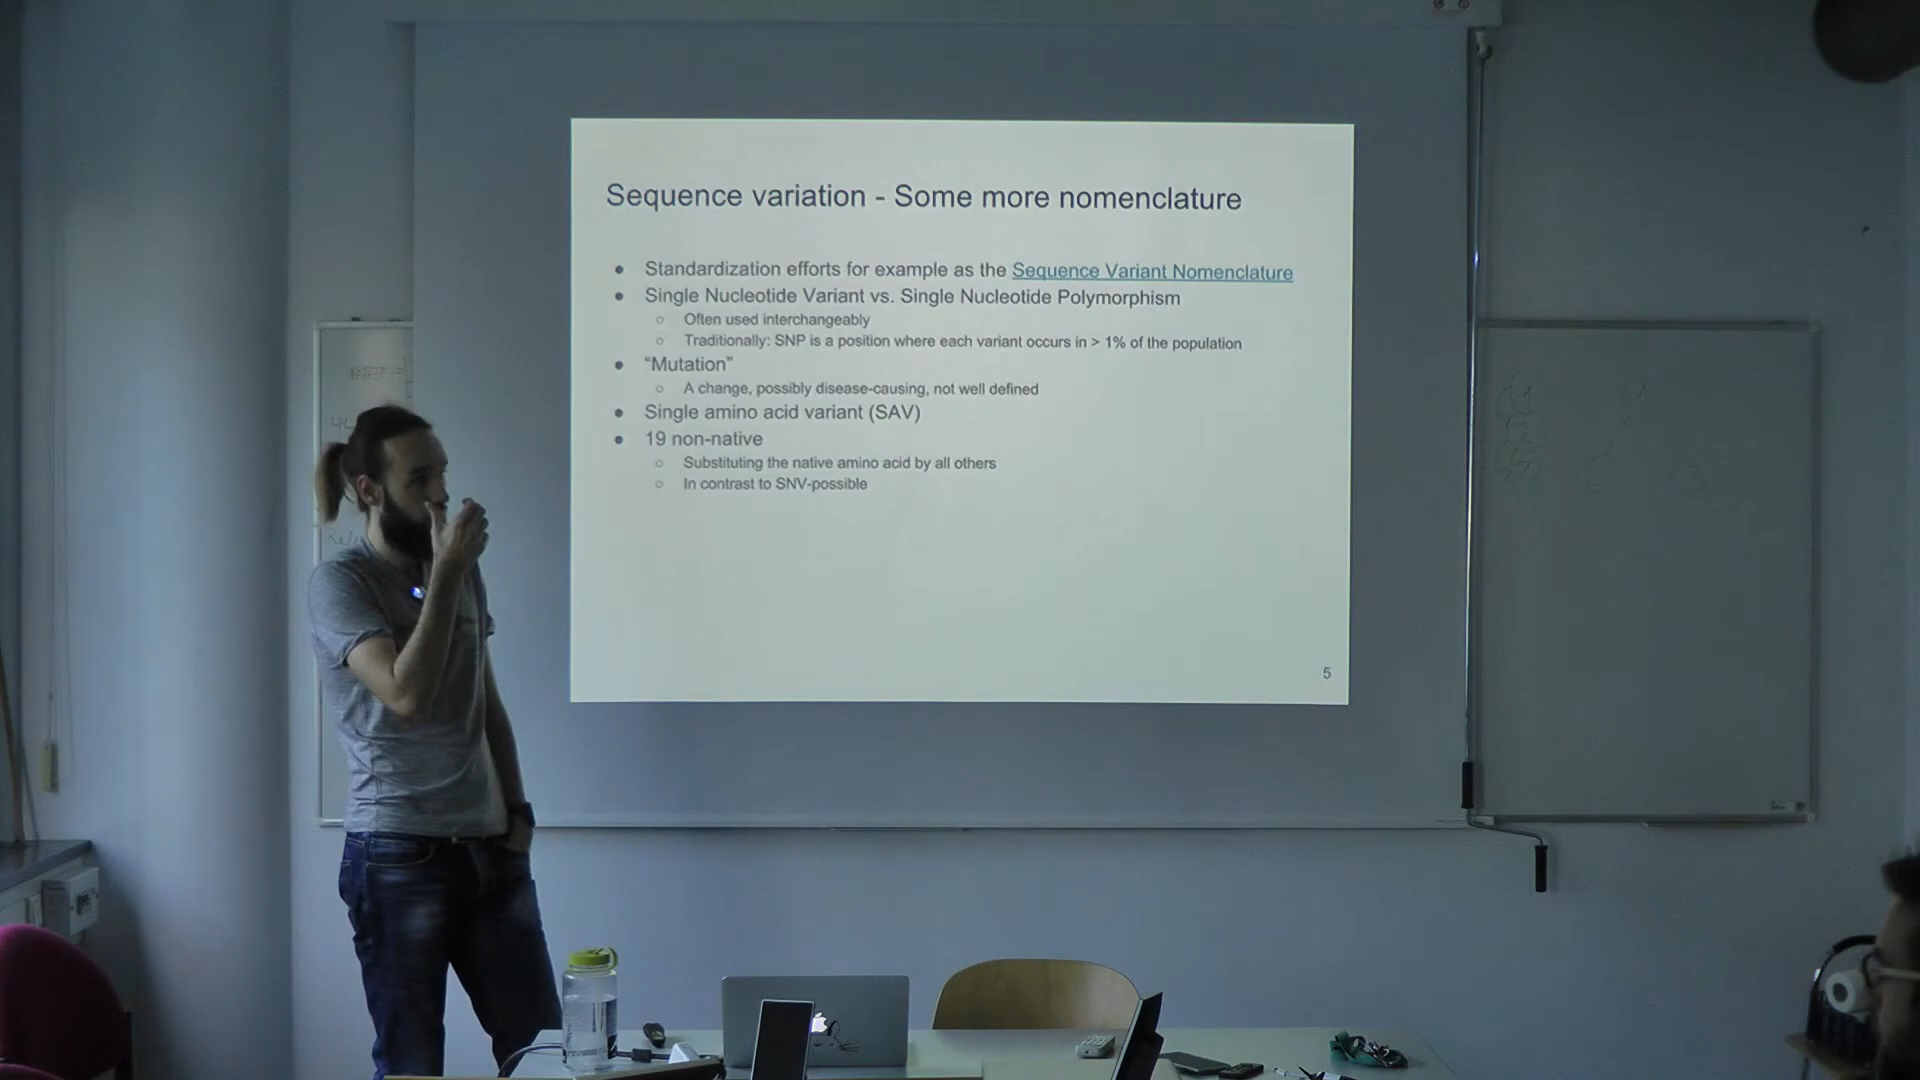 Sequence variation - Some more nomenclature
● Standardization efforts for example as the Sequence Variant Nomenclature
● Single Nucleotide Variant vs. Single Nucleotide Polymorphism
○ Often used interchangeably
○ Traditionally: SNP is a position where each variant occurs in > 1% of the population
● “Mutation”
○ A change, possibly disease-causing, not well defined
● Single amino acid variant (SAV)
● 19 non-native
○ Substituting the native amino acid by all others
○ In contrast to SNV-possible
5